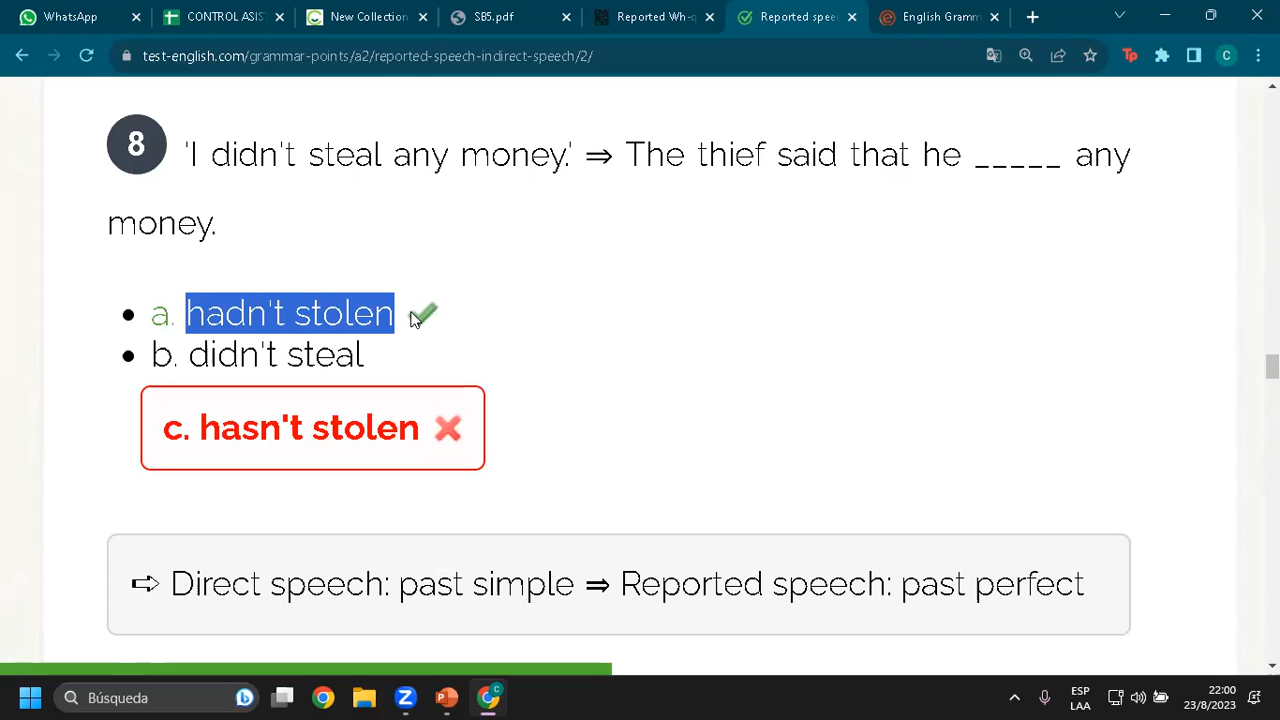 WhatsApp
CONTROL ASIS
New Collection
SB5.pdf
Reported Wh-q
Reported spee
English Gramm
test-english.com/grammar-points/a2/reported-speech-indirect-speech/2/
Tp
C
8 'I didn't steal any money.' ⇒ The thief said that he _____ any
money.
• a. hadn't stolen
• b. didn't steal
c. hasn't stolen
➪ Direct speech: past simple ⇒ Reported speech: past perfect
Búsqueda
ESP
LAA
22:00
23/8/2023